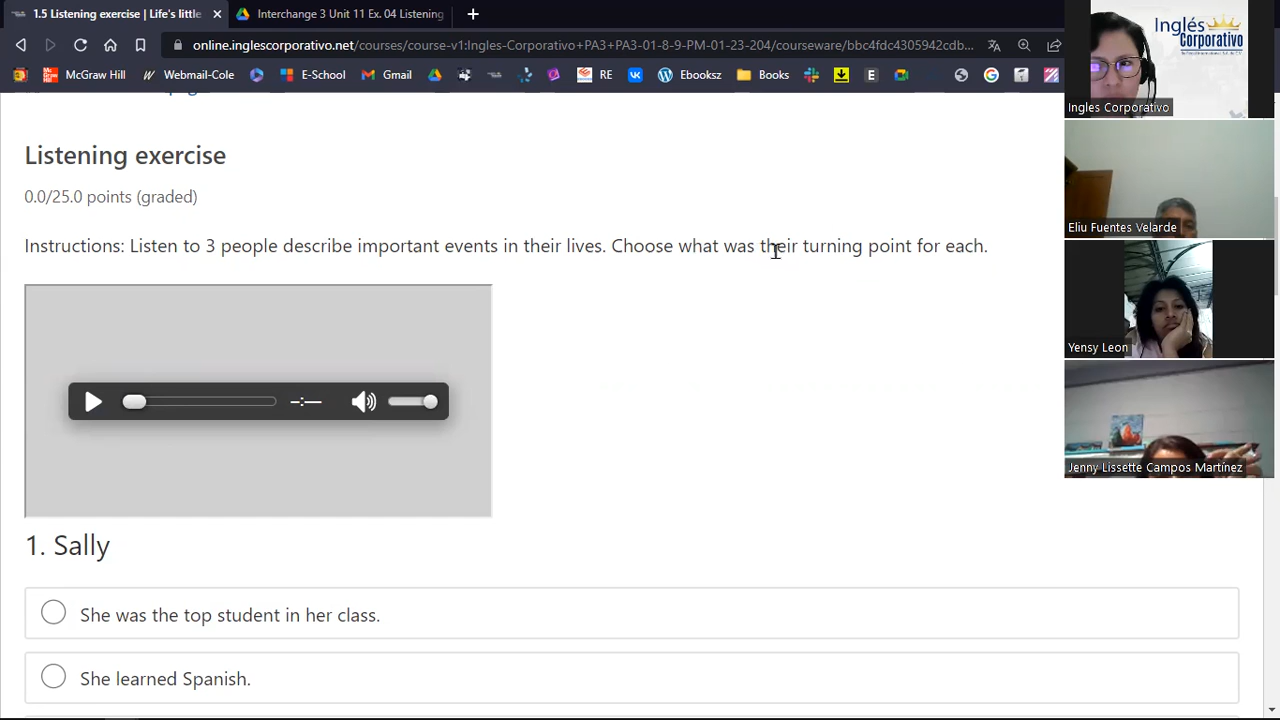 1.5 Listening exercise | Life's little
Interchange 3 Unit 11 Ex. 04 Listening
online.inglescorporativo.net/courses/course-v1:Ingles-Corporativo+PA3+PA3-01-8-9-PM-01-23-204/courseware/bbc4fdc4305942cdb...
McGraw Hill
Webmail-Cole
E-School
Gmail
RE
Eboksz
Books
E
Listening exercise
0.0/25.0 points (graded)
Instructions: Listen to 3 people describe important events in their lives. Choose what was their turning point for each.
-:--
1. Sally
She was the top student in her class.
She learned Spanish.
Inglés
Corporativo
Ingles Corporativo
Eliu Fuentes Velarde
Yensy Leon
Jenny Lissette Campos Martínez